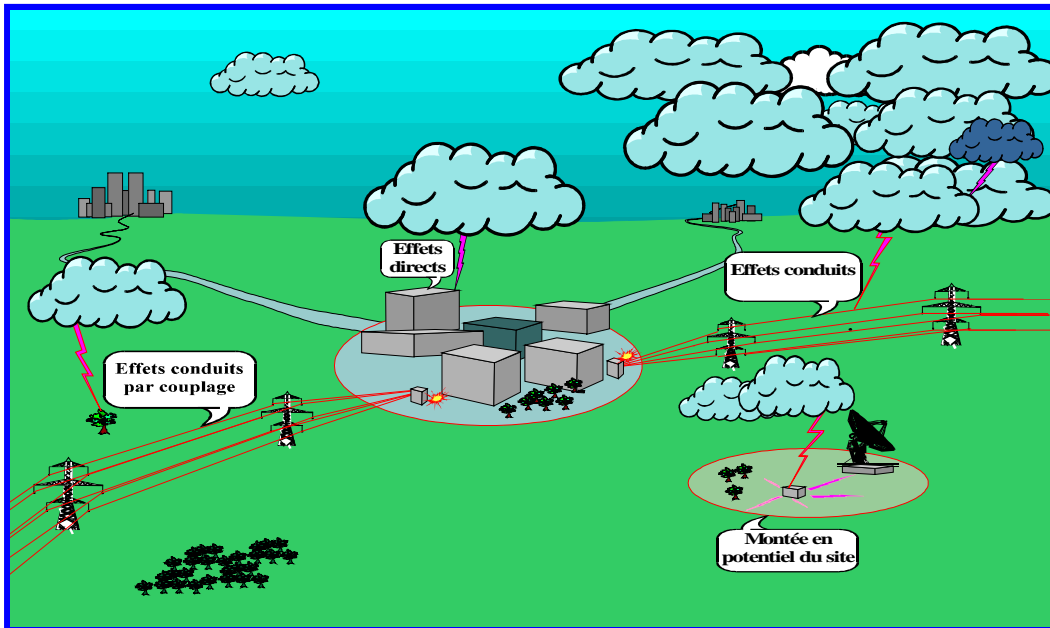 Effets
directs
Effets conduits
Effets conduits
par couplage
Montée en
potentiel du site